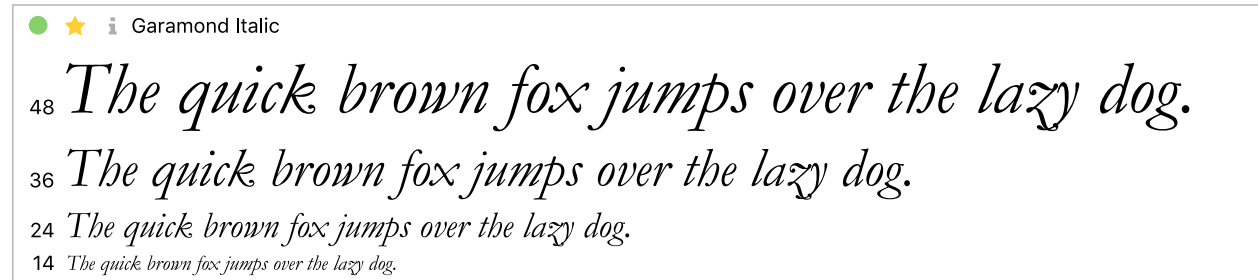 Garamond Italic
48 The quick brown fox jumps over the lazy dog.
36 The quick brown fox jumps over the lazy dog.
24 The quick brown fox jumps over the lazy dog.
14 The quick brown fox jumps over the lazy dog.